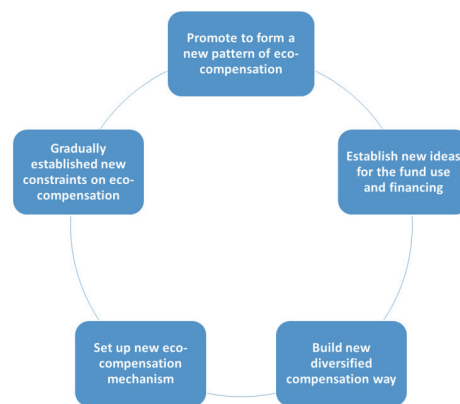 Promote to form a
new pattern of eco-
compensation
Establish new ideas
for the fund use
and financing
Build new
diversified
compensation way
Set up new eco-
compensation
mechanism
Gradually
established new
constraints on eco-
compensation